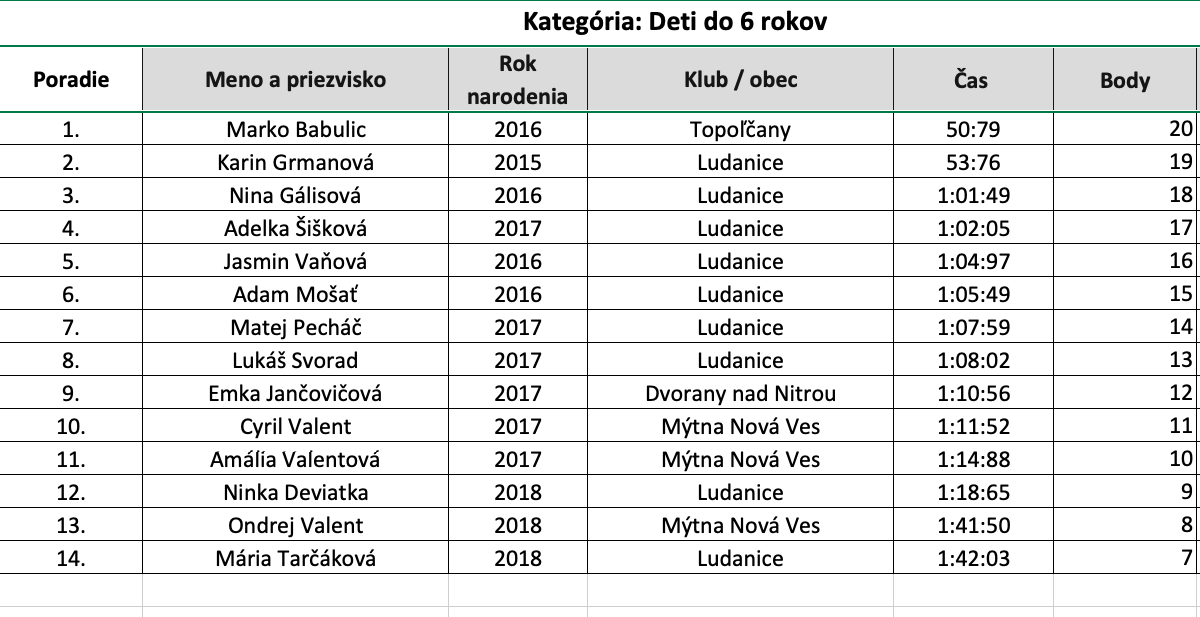 Kategória: Deti do 6 rokov
Poradie Meno a priezvisko Rok narodenia Klub / obec Čas Body
1. Marko Babulic 2016 Topoľčany 50:79 20
2. Karin Grmanová 2015 Ludanice 53:76 19
3. Nina Gálisová 2016 Ludanice 1:01:49 18
4. Adelka Šišková 2017 Ludanice 1:02:05 17
5. Jasmin Vaňová 2016 Ludanice 1:04:97 16
6. Adam Mošať 2016 Ludanice 1:05:49 15
7. Matej Pecháč 2017 Ludanice 1:07:59 14
8. Lukáš Svorad 2017 Ludanice 1:08:02 13
9. Emka Jančovičová 2017 Dvorany nad Nitrou 1:10:56 12
10. Cyril Valent 2017 Mýtna Nová Ves 1:11:52 11
11. Amália Valentová 2017 Mýtna Nová Ves 1:14:88 10
12. Ninka Deviatka 2018 Ludanice 1:18:65 9
13. Ondrej Valent 2018 Mýtna Nová Ves 1:41:50 8
14. Mária Tarčáková 2018 Ludanice 1:42:03 7